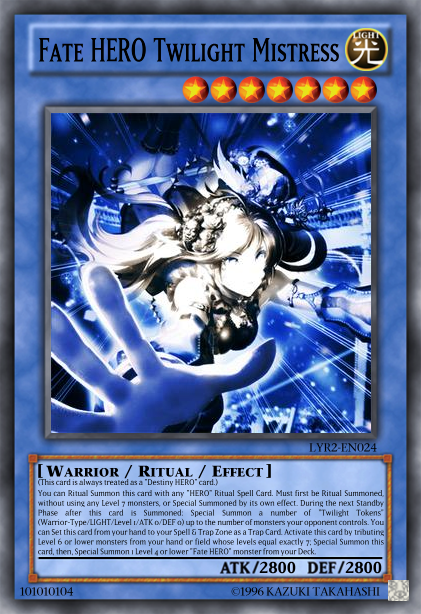 Fate HERO Twilight Mistress
LIGHT
光
LYR2-EN024
[ Warrior / Ritual / Effect ]
(This card is always treated as a "Destiny HERO" card.)
You can Ritual Summon this card with any "HERO" Ritual Spell Card. Must first be Ritual Summoned,
without using any Level 7 monsters, or Special Summoned by its own effect. During the next Standby
Phase after this card is Summoned: Special Summon a number of "Twilight Tokens"
(Warrior-Type/LIGHT/Level 1/ATK 0/DEF 0) up to the number of monsters your opponent controls. You
can Set this card from your hand to your Spell & Trap Zone as a Trap Card. Activate this card by tributing
Level 6 or lower monsters from your hand or field whose levels equal exactly 7; Special Summon this
card, then, Special Summon 1 Level 4 or lower "Fate HERO" monster from your Deck.
ATK/2800 DEF/2800
101010104
©1996 KAZUKI TAKAHASHI